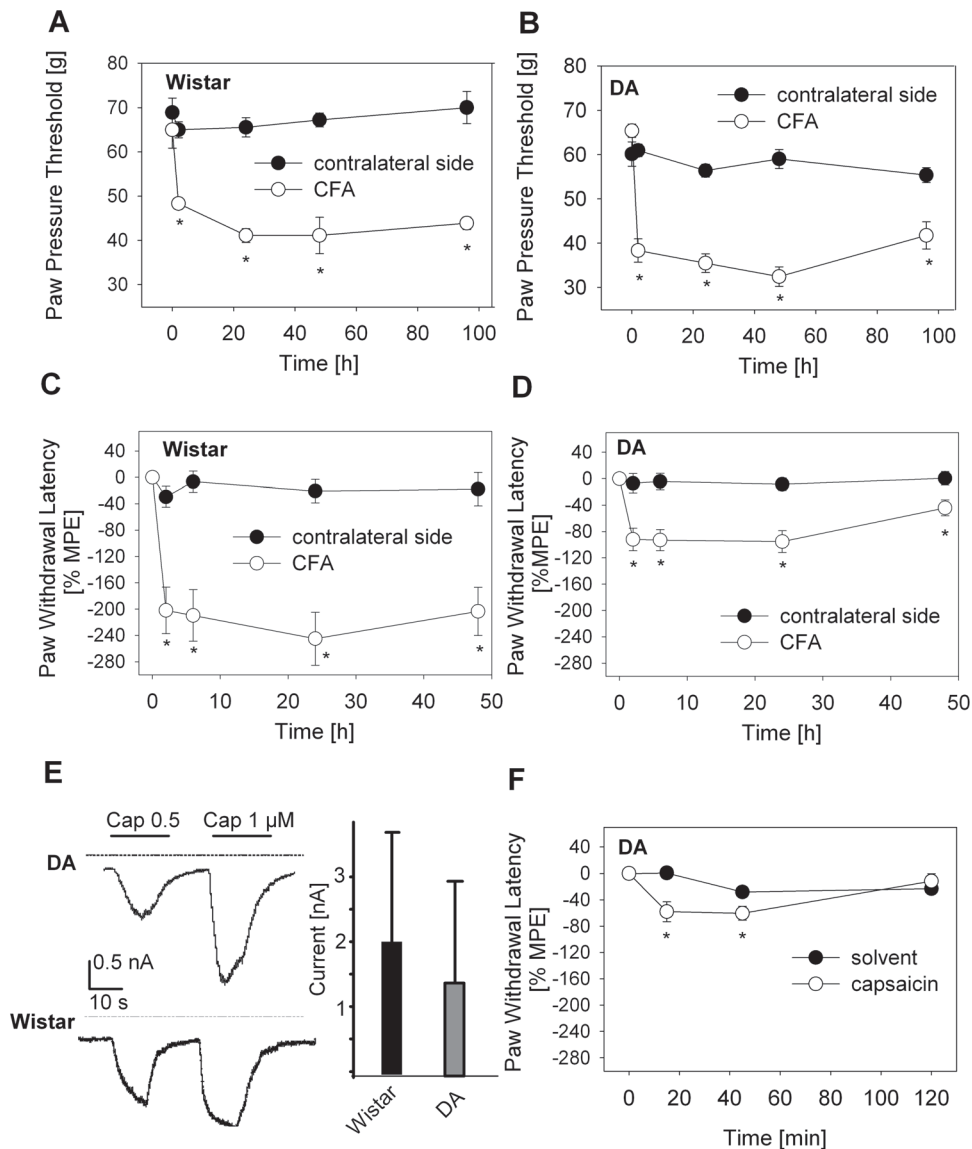 A
Paw Pressure Threshold [g]
80
70
60
50
40
30
Wistar
contralateral side
CFA
*
*
*
*
0 20 40 60 80 100
Time [h]
B
Paw Pressure Threshold [g]
80
70
60
50
40
30
DA
contralateral side
CFA
*
*
*
*
0 20 40 60 80 100
Time [h]
C
Paw Withdrawal Latency
[% MPE]
40
0
-40
-80
-120
-160
-200
-240
-280
Wistar
contralateral side
CFA
*
*
*
*
0 10 20 30 40 50
Time [h]
D
Paw Withdrawal Latency
[%MPE]
40
0
-40
-80
-120
-160
-200
-240
-280
DA
*
*
*
*
contralateral side
CFA
0 10 20 30 40 50
Time [h]
E
Cap 0.5 Cap 1 µM
DA
0.5 nA
10 s
Wistar
Current [nA]
3
2
1
Wistar
DA
F
Paw Withdrawal Latency
[% MPE]
40
0
-40
-80
-120
-160
-200
-240
-280
DA
*
*
solvent
capsaicin
0 20 40 60 80 100 120
Time [min]